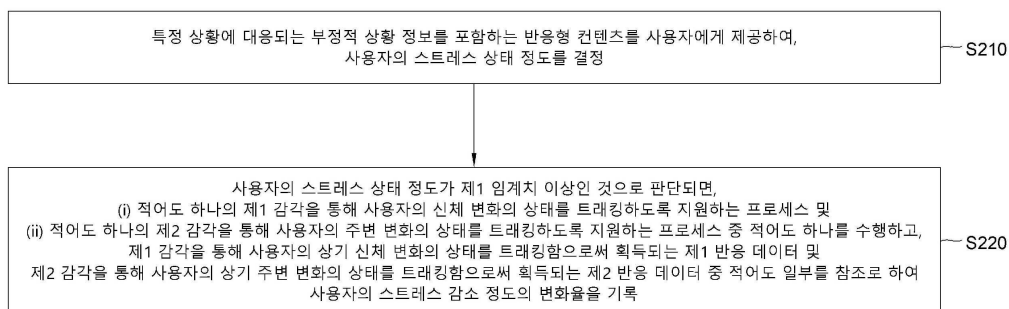 특정 상황에 대응되는 부정적 상황 정보를 포함하는 반응형 컨텐츠를 사용자에게 제공하여,
사용자의 스트레스 상태 정도를 결정
S210
사용자의 스트레스 상태 정도가 제1 임계치 이상인 것으로 판단되면,
(i) 적어도 하나의 제1 감각을 통해 사용자의 신체 변화의 상태를 트래킹하도록 지원하는 프로세스 및
(ii) 적어도 하나의 제2 감각을 통해 사용자의 주변 변화의 상태를 트래킹하도록 지원하는 프로세스 중 적어도 하나를 수행하고,
제1 감각을 통해 사용자의 상기 신체 변화의 상태를 트래킹함으로써 획득되는 제1 반응 데이터 및
제2 감각을 통해 사용자의 상기 주변 변화의 상태를 트래킹함으로써 획득되는 제2 반응 데이터 중 적어도 일부를 참조로 하여
사용자의 스트레스 감소 정도의 변화율을 기록
S220